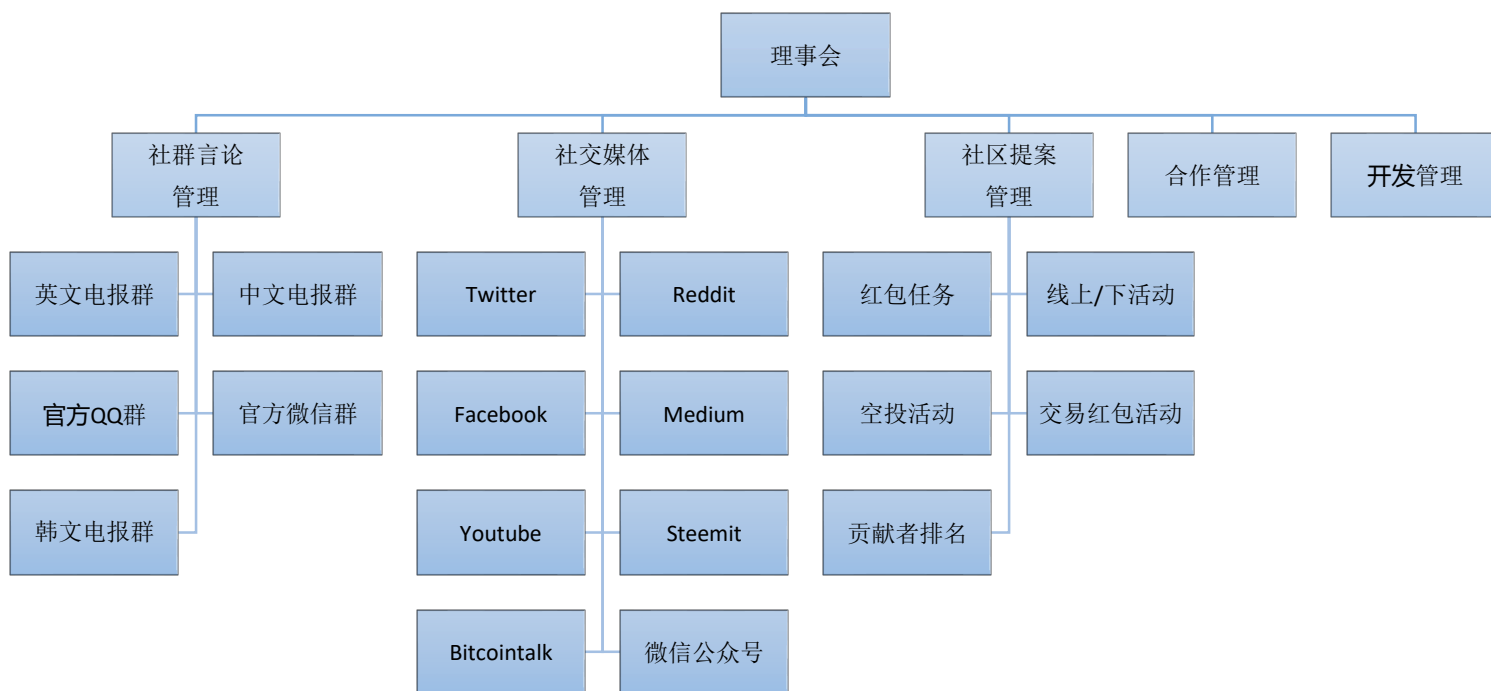 理事会
社群言论
管理
社交媒体
管理
社区提案
管理
合作管理
开发管理
英文电报群
中文电报群
Twitter
Reddit
红包任务
线上/下活动
官方QQ群
官方微信群
Facebook
Medium
空投活动
交易红包活动
韩文电报群
Youtube
Steemit
贡献者排名
Bitcointalk
微信公众号